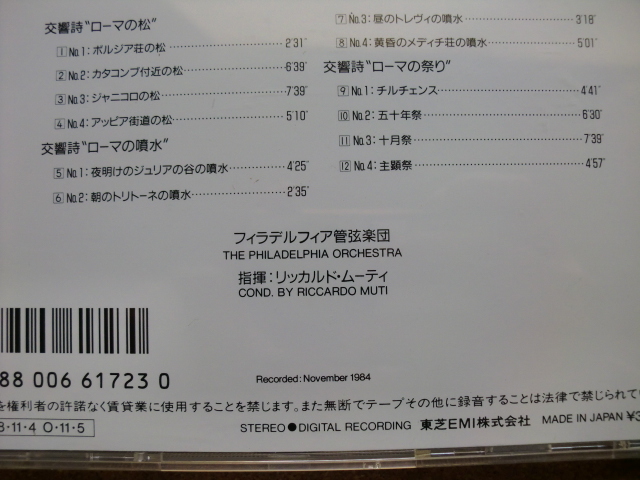 交響詩"ローマの松"
1 No.1：ボルジア荘の松 2'31"
2 No.2：カタコンブ付近の松 6'39"
3 No.3：ジャニコロの松 7'39"
4 No.4：アッピア街道の松 5'10"
交響詩"ローマの噴水"
5 No.1：夜明けのジュリアの谷の噴水 4'25"
6 No.2：朝のトリトーネの噴水 2'35"
7 No.3：昼のトレヴィの噴水 3'18"
8 No.4：黄昏のメディチ荘の噴水 5'01"
交響詩"ローマの祭り"
9 No.1：チルチェンス 4'41"
10 No.2：五十年祭 6'30"
11 No.3：十月祭 7'39"
12 No.4：主顕祭 4'57"
フィラデルフィア管弦楽団
THE PHILADELPHIA ORCHESTRA
指揮：リッカルド・ムーティ
COND. BY RICCARDO MUTI
88 006 61723 0
Recorded: November 1984
を権利者の許諾なく賃貸業に使用することを禁じます。また無断でテープその他に録音することは法律で禁じられて
8・11・4 O・11・5
STEREO ● DIGITAL RECORDING 東芝EMI株式会社 MADE IN JAPAN ¥3